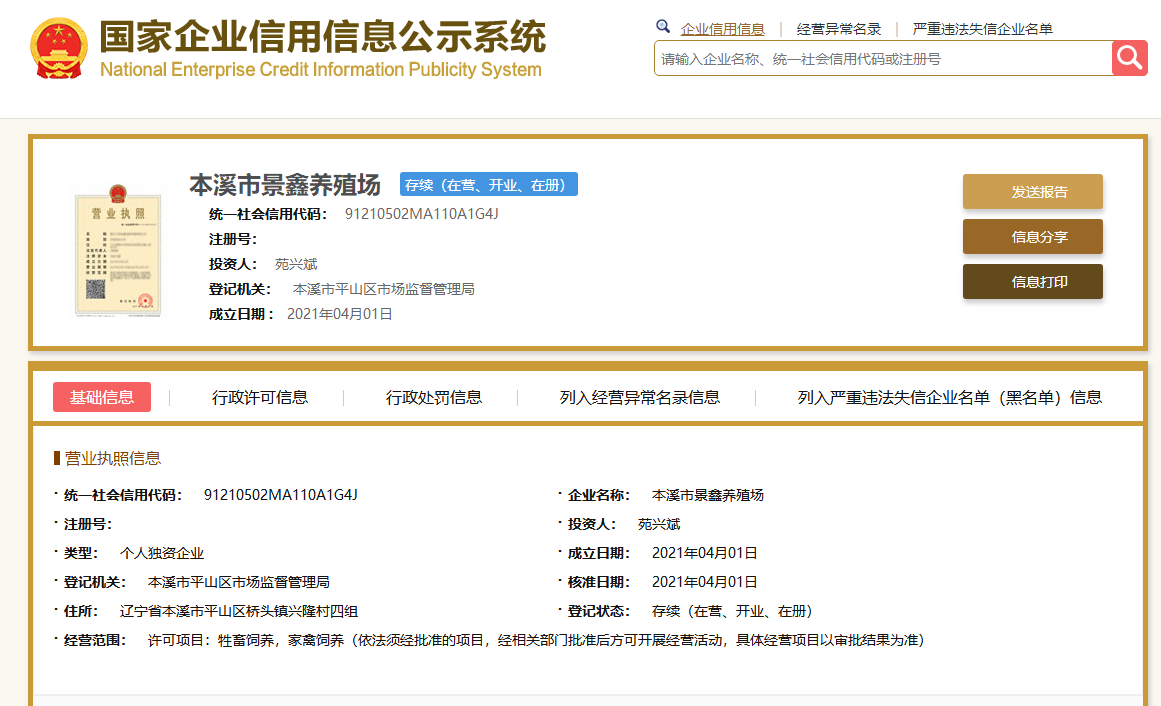 国家企业信用信息公示系统
National Enterprise Credit Information Publicity System
企业信用信息 | 经营异常名录 | 严重违法失信企业名单
请输入企业名称、统一社会信用代码或注册号
营业执照
本溪市景鑫养殖场 存续（在营、开业、在册）
统一社会信用代码： 91210502MA110A1G4J
注册号：
投资人： 苑兴斌
登记机关： 本溪市平山区市场监督管理局
成立日期： 2021年04月01日
发送报告
信息分享
信息打印
基础信息 | 行政许可信息 | 行政处罚信息 | 列入经营异常名录信息 | 列入严重违法失信企业名单（黑名单）信息
营业执照信息
· 统一社会信用代码： 91210502MA110A1G4J · 企业名称： 本溪市景鑫养殖场
· 注册号： · 投资人： 苑兴斌
· 类型： 个人独资企业 · 成立日期： 2021年04月01日
· 登记机关： 本溪市平山区市场监督管理局 · 核准日期： 2021年04月01日
· 住所： 辽宁省本溪市平山区桥头镇兴隆村四组 · 登记状态： 存续（在营、开业、在册）
· 经营范围： 许可项目：牲畜饲养，家禽饲养（依法须经批准的项目，经相关部门批准后方可开展经营活动，具体经营项目以审批结果为准）